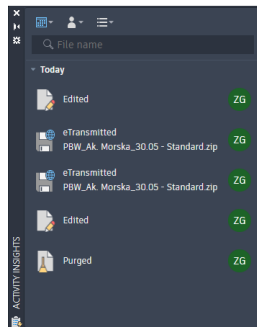 File name
Today
Edited
ZG
eTransmitted
PBW_Ak. Morska_30.05 - Standard.zip
ZG
eTransmitted
PBW_Ak. Morska_30.05 - Standard.zip
ZG
Edited
ZG
Purged
ZG
ACTIVITY INSIGHTS